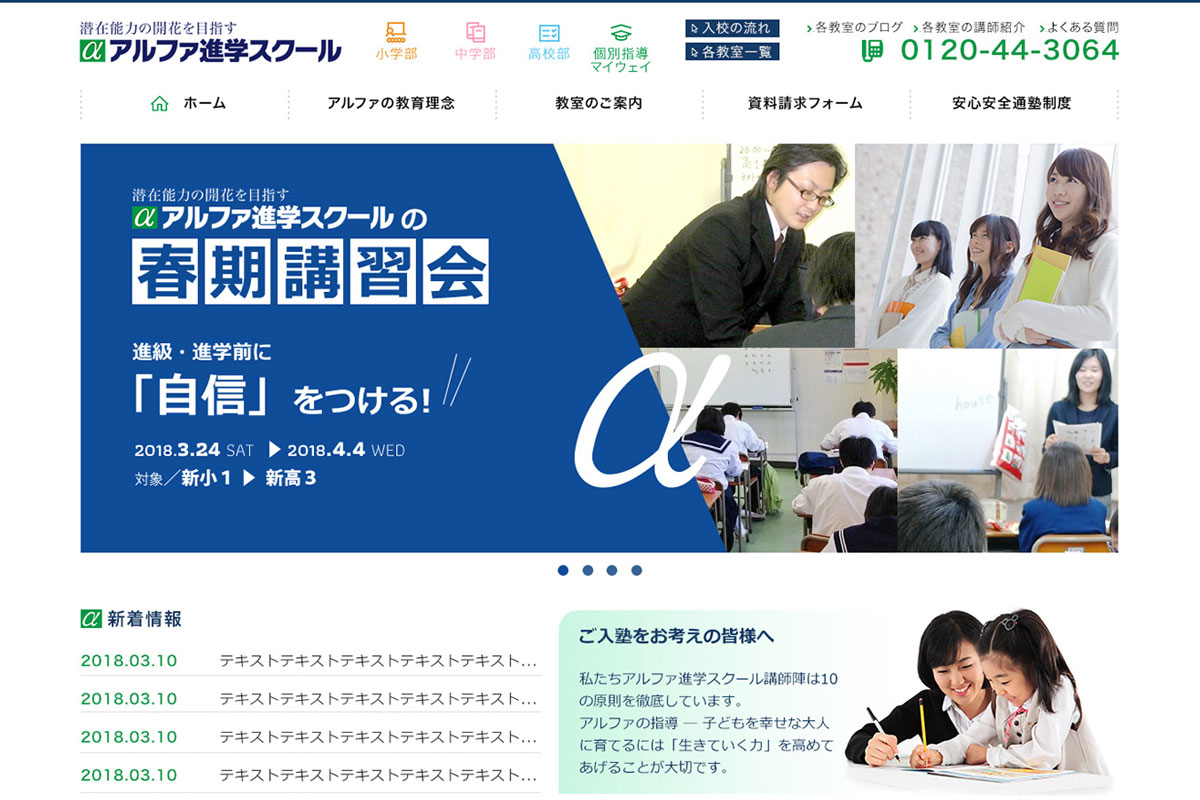 潜在能力の開花を目指す
αアルファ進学スクール
小学部
中学部
高校部
個別指導
マイウェイ
入校の流れ
各教室一覧
各教室のブログ
各教室の講師紹介
よくある質問
0120-44-3064
ホーム
アルファの教育理念
教室のご案内
資料請求フォーム
安心安全通塾制度
潜在能力の開花を目指す
αアルファ進学スクールの
春期講習会
進級・進学前に
「自信」をつける!
2018.3.24 SAT ▶ 2018.4.4 WED
対象／新小1 ▶ 新高3
α
house
α新着情報
2018.03.10 テキストテキストテキストテキストテキスト…
2018.03.10 テキストテキストテキストテキストテキスト…
2018.03.10 テキストテキストテキストテキストテキスト…
2018.03.10 テキストテキストテキストテキストテキスト…
ご入塾をお考えの皆様へ
私たちアルファ進学スクール講師陣は10
の原則を徹底しています。
アルファの指導 ― 子どもを幸せな大人
に育てるには「生きていく力」を高めて
あげることが大切です。